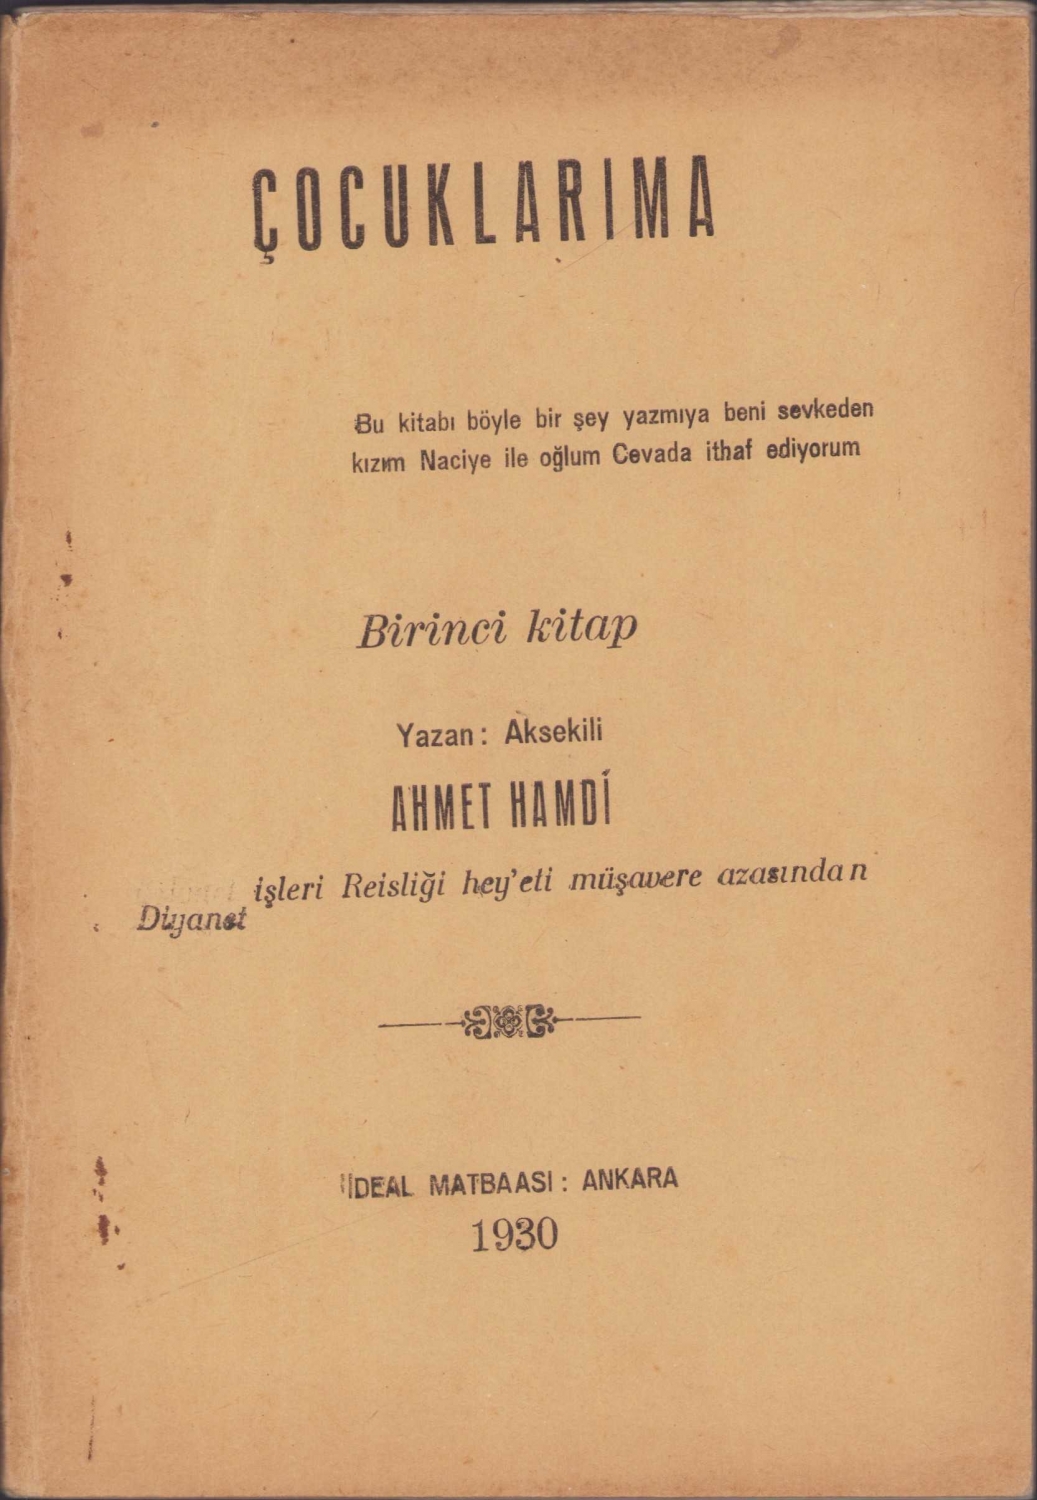 ÇOCUKLARIMA
Bu kitabı böyle bir şey yazmıya beni sevkeden
kızım Naciye ile oğlum Cevada ithaf ediyorum
Birinci kitap
Yazan : Aksekili
AHMET HAMDİ
Diyanet işleri Reisliği hey'eti müşavere azasından
İDEAL MATBAASI : ANKARA
1930